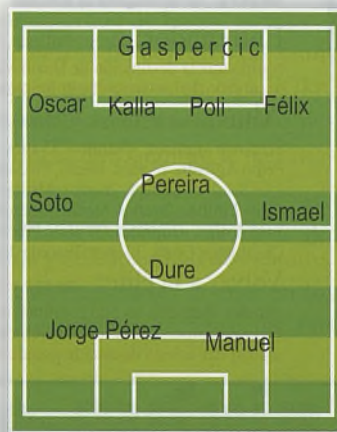 Gaspercic
Oscar Kalla Poli Félix
Pereira
Soto Ismael
Dure
Jorge Pérez Manuel